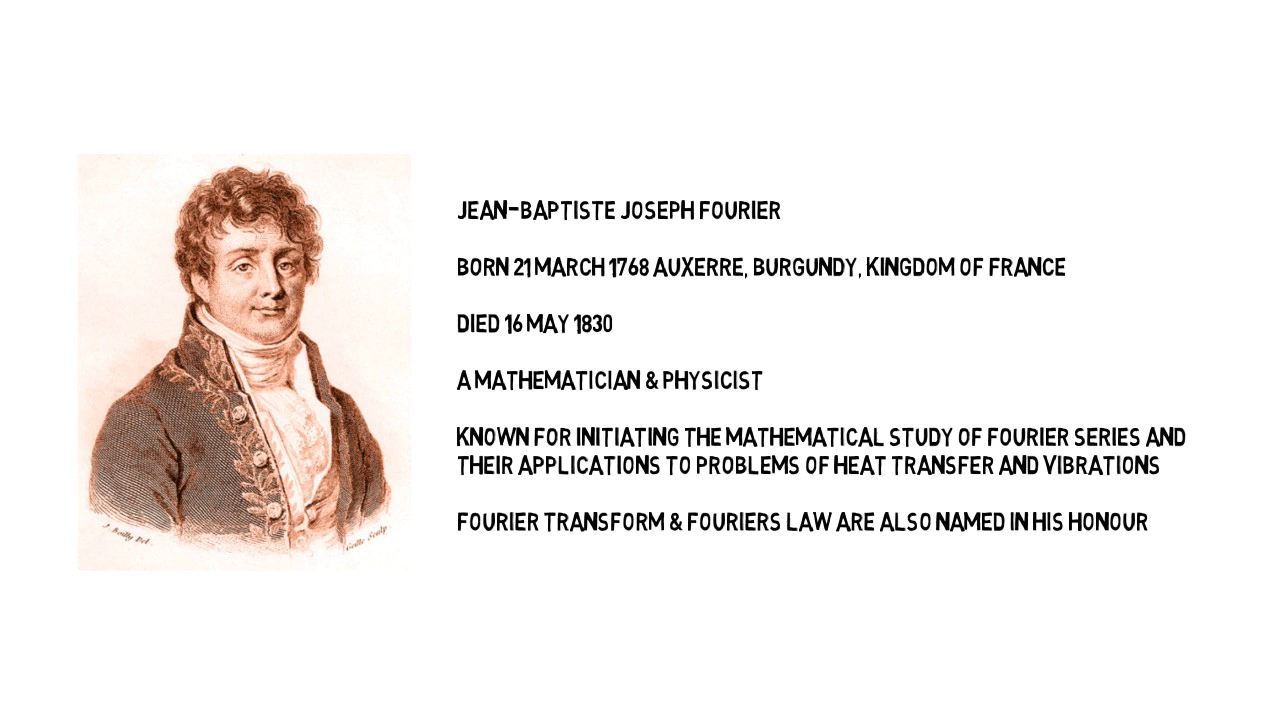 JEAN-BAPTISTE JOSEPH FOURIER
BORN 21 MARCH 1768 AUXERRE, BURGUNDY, KINGDOM OF FRANCE
DIED 16 MAY 1830
A MATHEMATICIAN & PHYSICIST
KNOWN FOR INITIATING THE MATHEMATICAL STUDY OF FOURIER SERIES AND
THEIR APPLICATIONS TO PROBLEMS OF HEAT TRANSFER AND VIBRATIONS
FOURIER TRANSFORM & FOURIERS LAW ARE ALSO NAMED IN HIS HONOUR